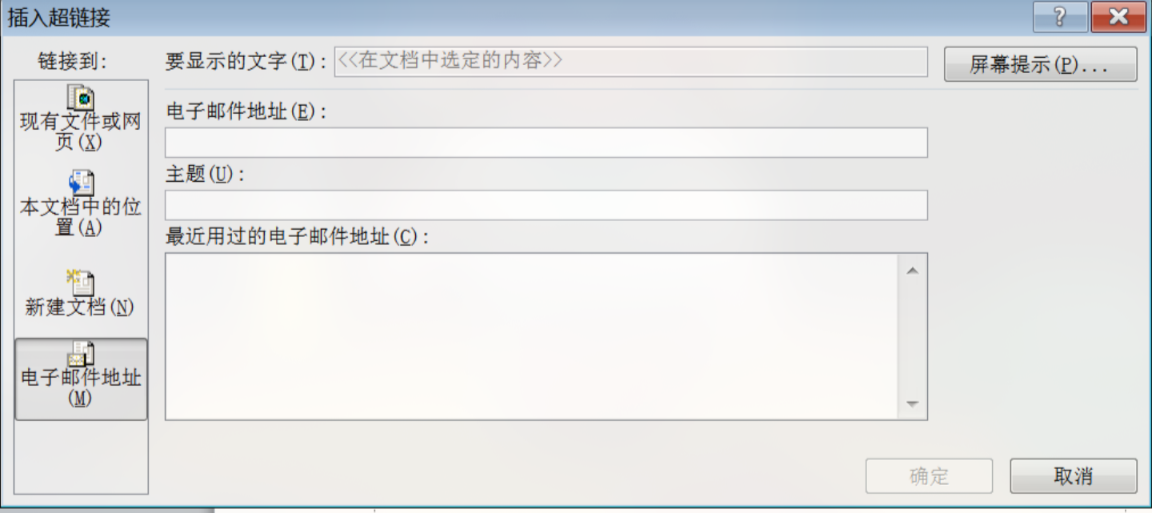 插入超链接
链接到:
要显示的文字(T): <<在文档中选定的内容>>
屏幕提示(P)...
现有文件或网
页(X)
本文档中的位
置(A)
新建文档(N)
电子邮件地址
(M)
电子邮件地址(E):
主题(U):
最近用过的电子邮件地址(C):
确定
取消